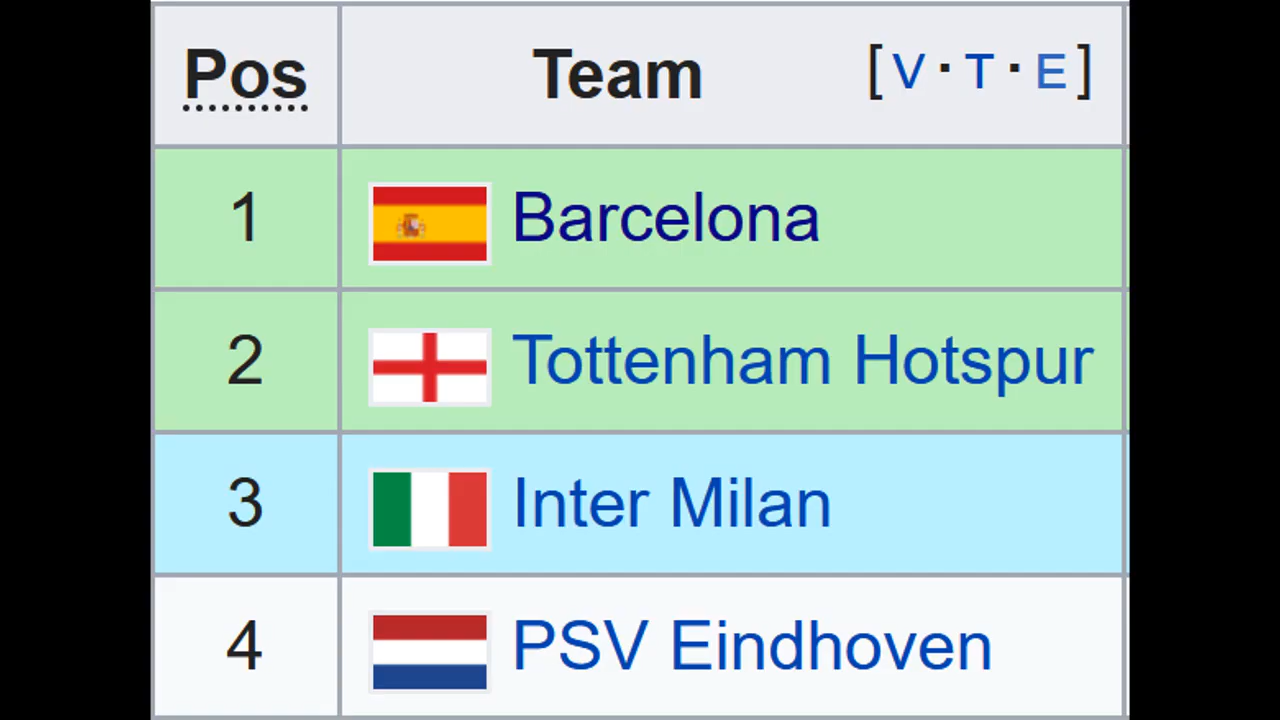 Pos Team [V · T · E]
1 Barcelona
2 Tottenham Hotspur
3 Inter Milan
4 PSV Eindhoven